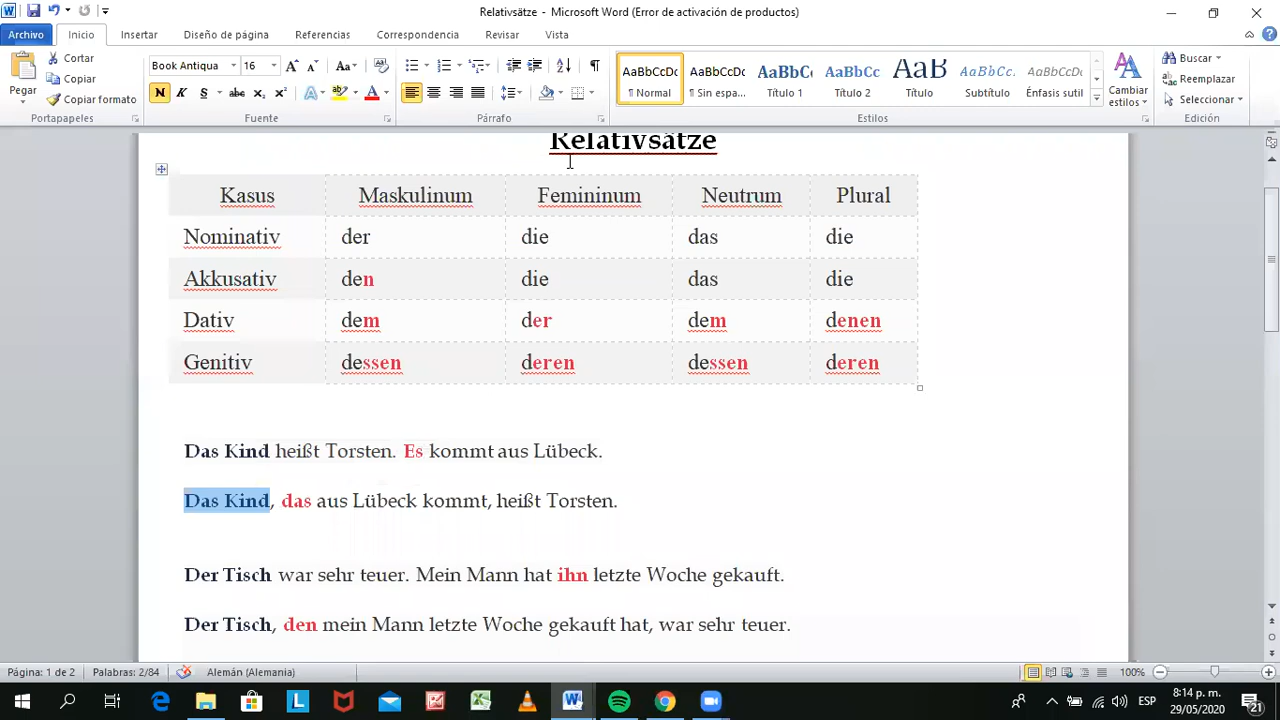 Relativsätze - Microsoft Word (Error de activación de productos)
Archivo Inicio Insertar Diseño de página Referencias Correspondencia Revisar Vista
Pegar Cortar Copiar Copiar formato Portapapeles
Book Antiqua 16 Aa N K S abc x₂ x² A A Fuente
Párrafo
AaBbCcDc ¶ Normal AaBbCcDc ¶ Sin espa... AaBbC Título 1 AaBbCc Título 2 AaB Título AaBbCc. Subtítulo AaBbCcDc Énfasis sutil Cambiar estilos Estilos
Buscar Reemplazar Seleccionar Edición
Relativsätze
Kasus Maskulinum Femininum Neutrum Plural
Nominativ der die das die
Akkusativ den die das die
Dativ dem der dem denen
Genitiv dessen deren dessen deren
Das Kind heißt Torsten. Es kommt aus Lübeck.
Das Kind, das aus Lübeck kommt, heißt Torsten.
Der Tisch war sehr teuer. Mein Mann hat ihn letzte Woche gekauft.
Der Tisch, den mein Mann letzte Woche gekauft hat, war sehr teuer.
Página: 1 de 2 Palabras: 2/84 Alemán (Alemania) 100%
ESP 8:14 p. m. 29/05/2020 21